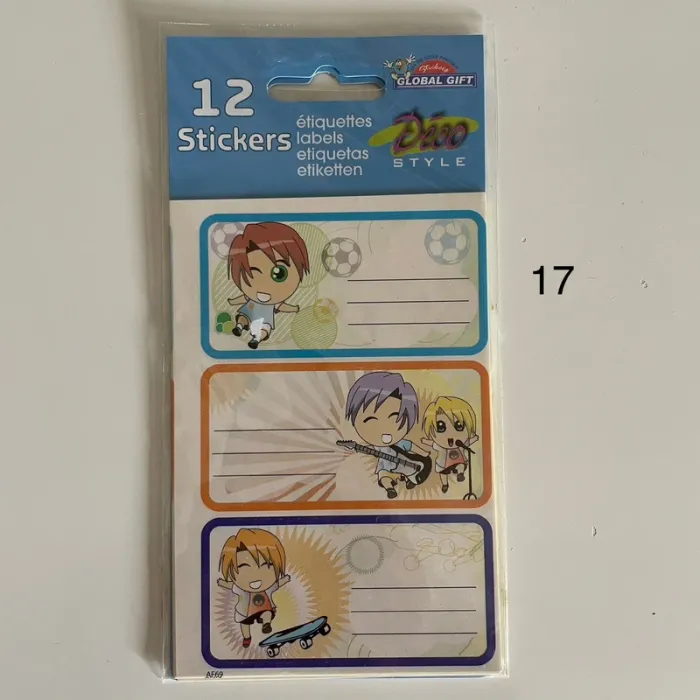 12
Stickers
étiquettes
labels
etiquetas
etiketten
GLOBAL GIFT
Déco
STYLE
17
AF69